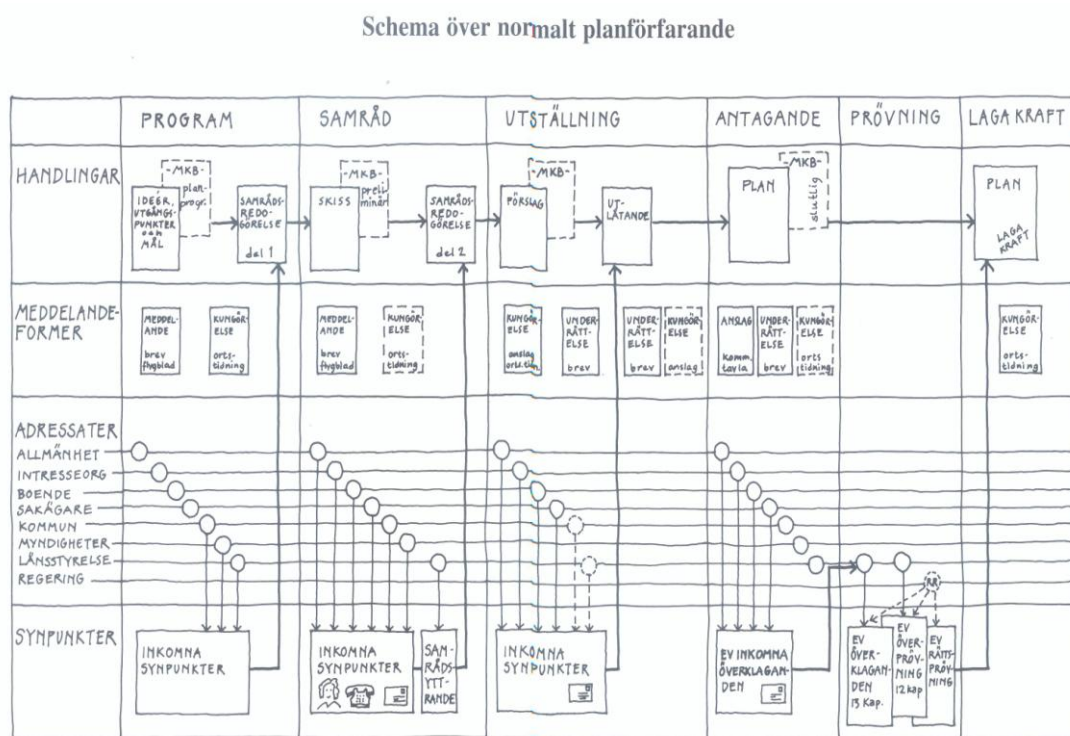 Schema över normalt planförfarande
PROGRAM
SAMRÅD
UTSTÄLLNING
ANTAGANDE
PRÖVNING
LAGA KRAFT
HANDLINGAR
IDEÉR,
UTGÅNGS-
PUNKTER
och
MÅL
-MKB-
plan-
progr.
SAMRÅDS-
REDO-
GÖRELSE
del 1
SKISS
-MKB-
preli
minär
SAMRÅDS-
REDO-
GÖRELSE
del 2
FÖRSLAG
-MKB-
UT-
LÅTANDE
PLAN
-MKB-
slutlig
PLAN
LAGA
KRAFT
MEDDELANDE-
FORMER
MEDDEL-
ANDE
brev
flygblad
KUNGÖR-
ELSE
orts-
tidning
MEDDEL-
ANDE
brev
flygblad
KUNGÖR-
ELSE
orts-
tidning
KUNGÖR-
ELSE
anslag
orts.tidn
UNDER-
RÄTT-
ELSE
brev
UNDER-
RÄTT-
ELSE
brev
KUNGÖR-
ELSE
anslag
ANSLAG
komm.
tavla
UNDER-
RÄTT-
ELSE
brev
KUNGÖR-
ELSE
orts
tidning
KUNGÖR-
ELSE
orts-
tidning
ADRESSATER
ALLMÄNHET
INTRESSEORG
BOENDE
SAKÄGARE
KOMMUN
MYNDIGHETER
LÄNSSTYRELSE
REGERING
RR
SYNPUNKTER
INKOMNA
SYNPUNKTER
INKOMNA
SYNPUNKTER
SAM-
RÅDS-
YTT-
RANDE
INKOMNA
SYNPUNKTER
EV INKOMNA
ÖVERKLAGAN-
DEN
EV
ÖVER-
KLAGAN-
DEN
13 kap.
EV
ÖVER-
PRÖV-
NING
12 kap
EV
RÄTTS-
PRÖV-
NING